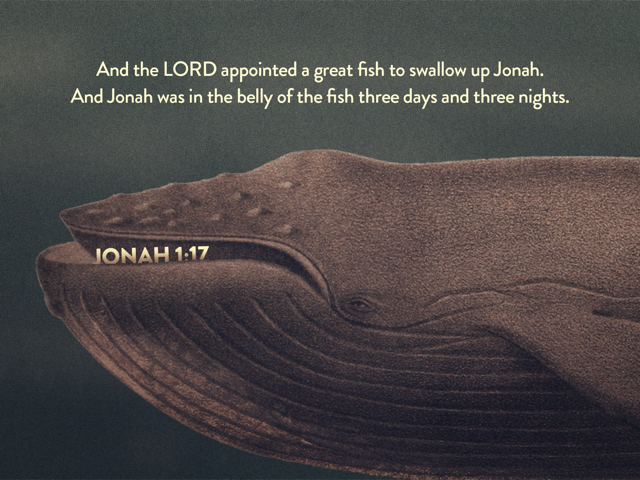 And the LORD appointed a great fish to swallow up Jonah.
And Jonah was in the belly of the fish three days and three nights.
JONAH 1:17